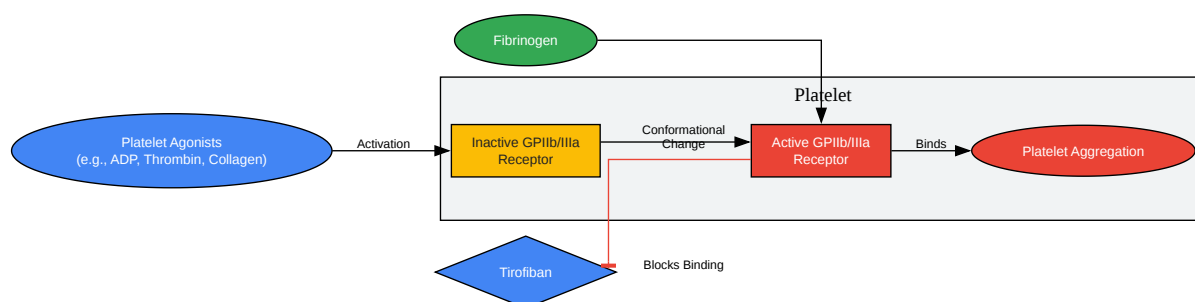 Fibrinogen
Platelet
Platelet Agonists
(e.g., ADP, Thrombin, Collagen)
Activation
Inactive GPIIb/IIIa
Receptor
Conformational
Change
Active GPIIb/IIIa
Receptor
Binds
Platelet Aggregation
Tirofiban
Blocks Binding